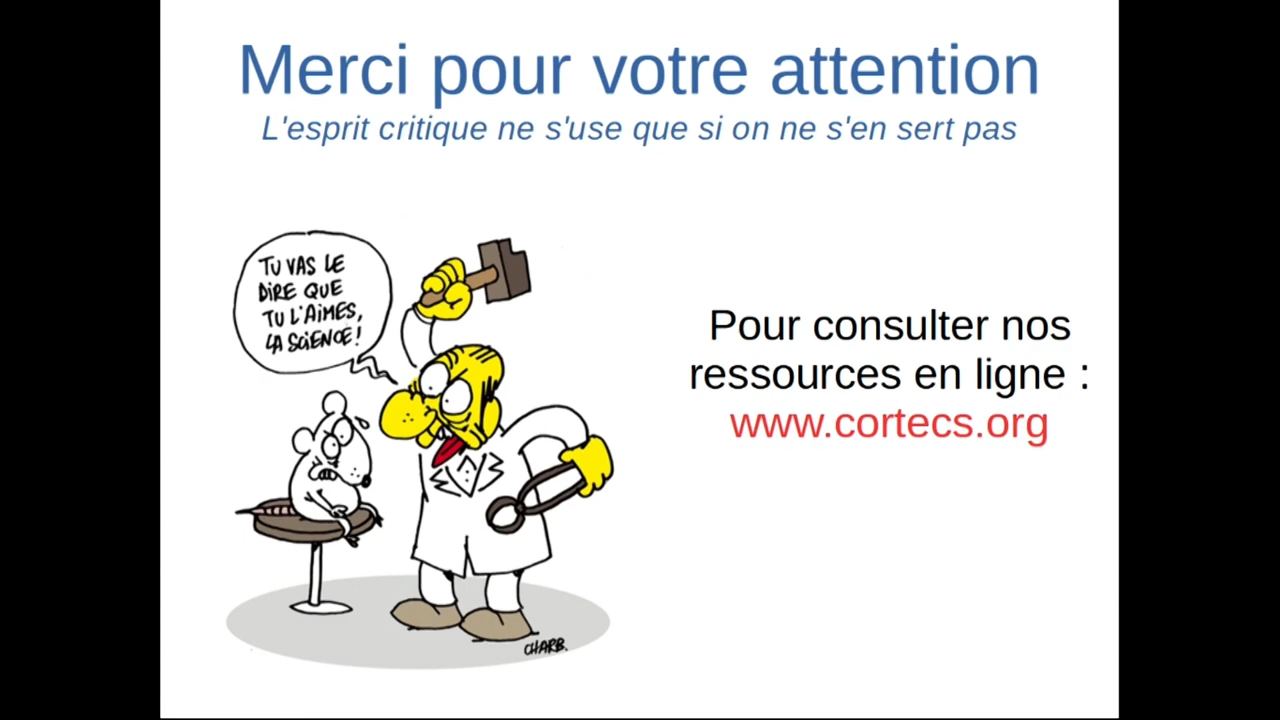 Merci pour votre attention
L'esprit critique ne s'use que si on ne s'en sert pas
TU VAS LE
DIRE QUE
TU L'AIMES,
LA SCIENCE!
Pour consulter nos
ressources en ligne :
www.cortecs.org
CHARB.